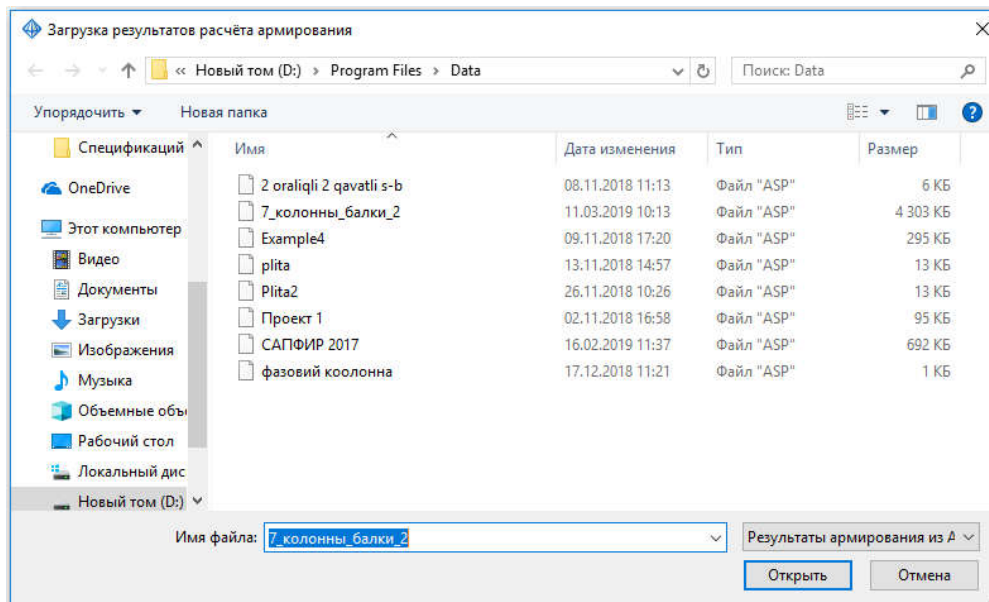 Загрузка результатов расчёта армирования
« Новый том (D:) › Program Files › Data
Поиск: Data
Упорядочить Новая папка
Имя Дата изменения Тип Размер
2 oraliqli 2 qavatli s-b 08.11.2018 11:13 Файл "ASP" 6 КБ
7_колонны_балки_2 11.03.2019 10:13 Файл "ASP" 4 303 КБ
Example4 09.11.2018 17:20 Файл "ASP" 295 КБ
plita 13.11.2018 14:57 Файл "ASP" 13 КБ
Plita2 26.11.2018 10:26 Файл "ASP" 13 КБ
Проект 1 02.11.2018 16:58 Файл "ASP" 95 КБ
САПФИР 2017 16.02.2019 11:37 Файл "ASP" 692 КБ
фазовий коолонна 17.12.2018 11:21 Файл "ASP" 1 КБ
Спецификаций
OneDrive
Этот компьютер
Видео
Документы
Загрузки
Изображения
Музыка
Объемные объ
Рабочий стол
Локальный дис
Новый том (D:)
Имя файла: 7_колонны_балки_2
Результаты армирования из А
Открыть Отмена